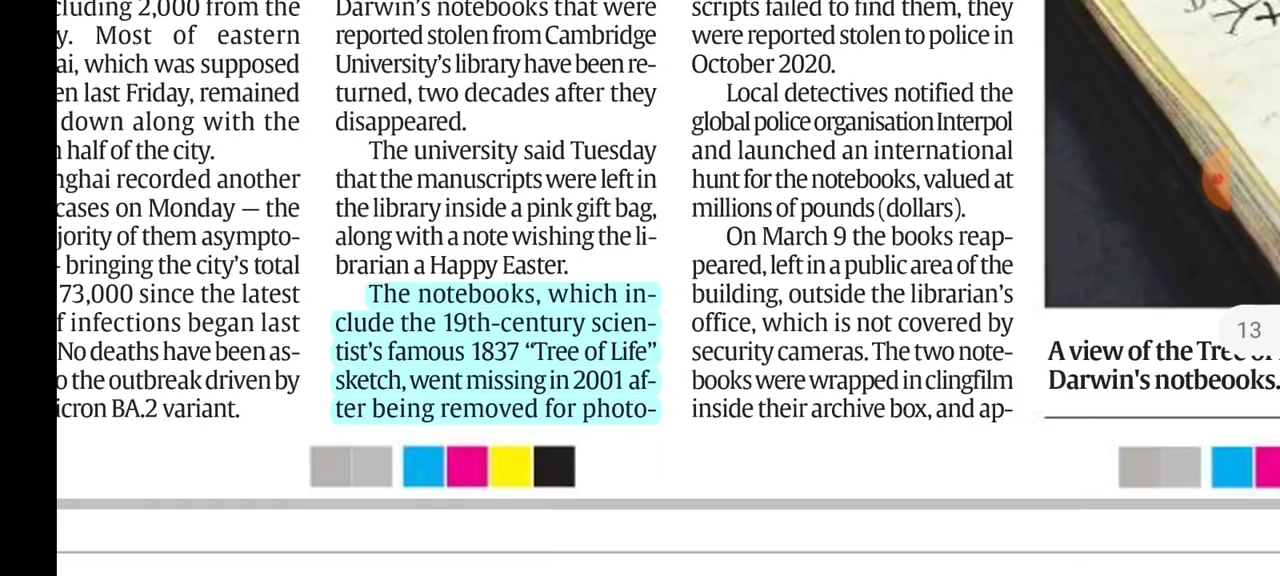 cluding 2,000 from the
y. Most of eastern
ai, which was supposed
en last Friday, remained
down along with the
half of the city.
nghai recorded another
cases on Monday — the
jority of them asympto-
- bringing the city's total
73,000 since the latest
f infections began last
No deaths have been as-
o the outbreak driven by
icron BA.2 variant.
Darwin's notebooks that were
reported stolen from Cambridge
University's library have been re-
turned, two decades after they
disappeared.
The university said Tuesday
that the manuscripts were left in
the library inside a pink gift bag,
along with a note wishing the li-
brarian a Happy Easter.
The notebooks, which in-
clude the 19th-century scien-
tist's famous 1837 “Tree of Life”
sketch, went missing in 2001 af-
ter being removed for photo-
scripts failed to find them, they
were reported stolen to police in
October 2020.
Local detectives notified the
global police organisation Interpol
and launched an international
hunt for the notebooks, valued at
millions of pounds (dollars).
On March 9 the books reap-
peared, left in a public area of the
building, outside the librarian's
office, which is not covered by
security cameras. The two note-
books were wrapped in clingfilm
inside their archive box, and ap-
13
A view of the Tree of
Darwin's notbeooks.